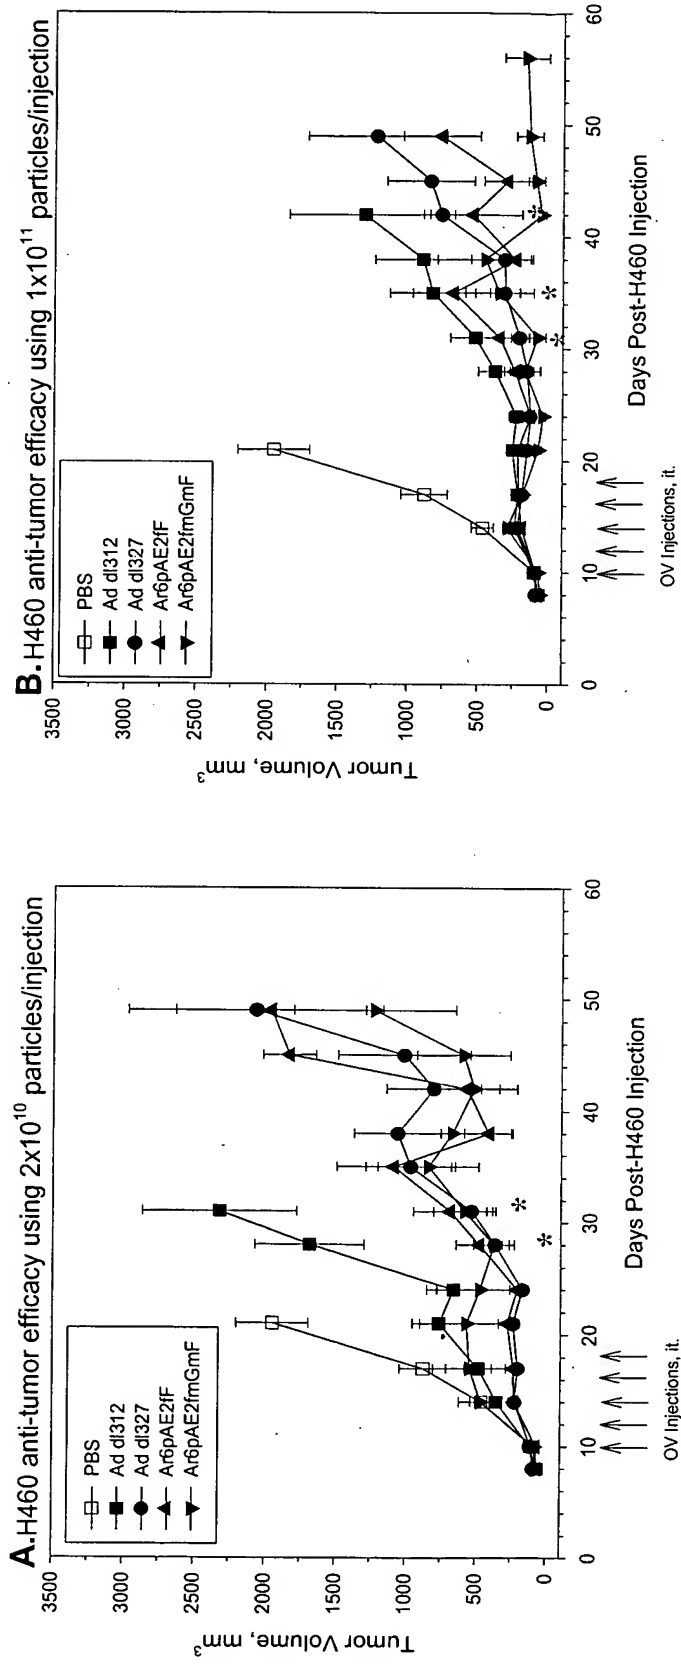 A. H460 anti-tumor efficacy using 2x10¹⁰ particles/injection
PBS
Ad dl312
Ad dl327
Ar6pAE2fF
Ar6pAE2fmGmF
Tumor Volume, mm³
3500
3000
2500
2000
1500
1000
500
0
0
10
20
30
40
50
60
*
*
Days Post-H460 Injection
OV Injections, it.
B. H460 anti-tumor efficacy using 1x10¹¹ particles/injection
PBS
Ad dl312
Ad dl327
Ar6pAE2fF
Ar6pAE2fmGmF
Tumor Volume, mm³
3500
3000
2500
2000
1500
1000
500
0
0
10
20
30
40
50
60
*
*
*
Days Post-H460 Injection
OV Injections, it.